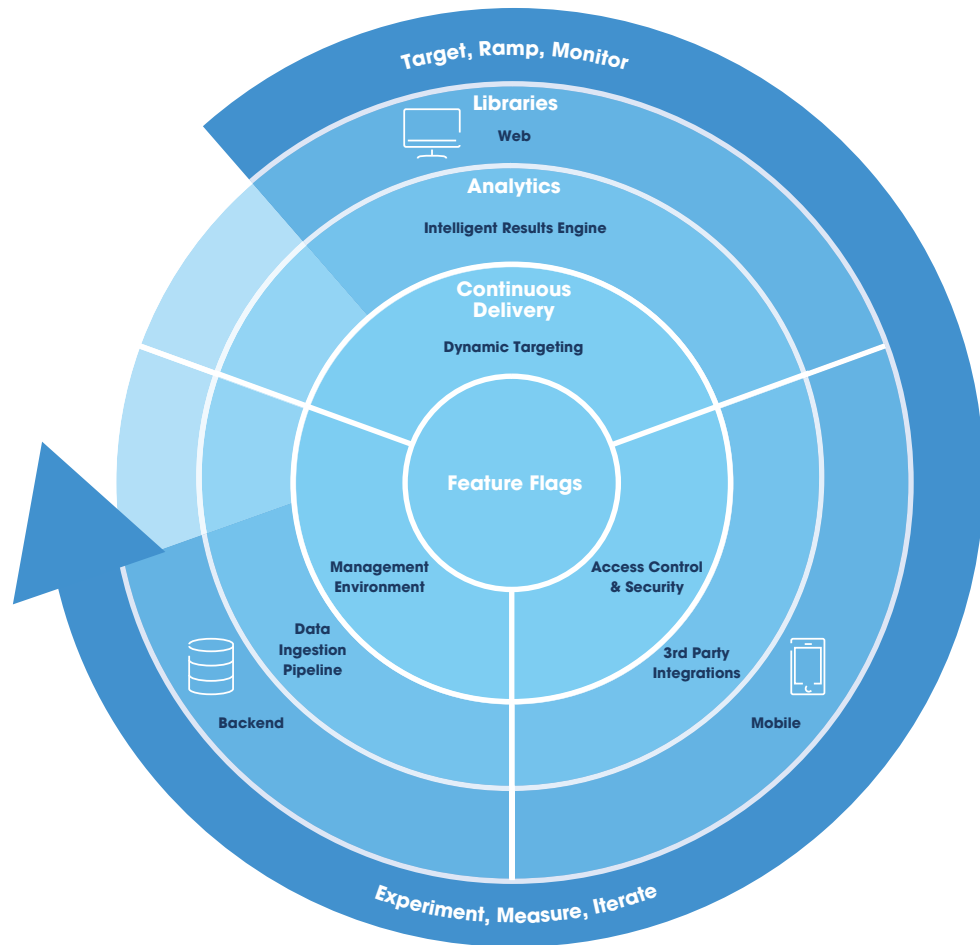 Target, Ramp, Monitor
Libraries
Web
Analytics
Intelligent Results Engine
Continuous
Delivery
Dynamic Targeting
Feature Flags
Management
Environment
Access Control
& Security
Data
Ingestion
Pipeline
3rd Party
Integrations
Backend
Mobile
Experiment, Measure, Iterate